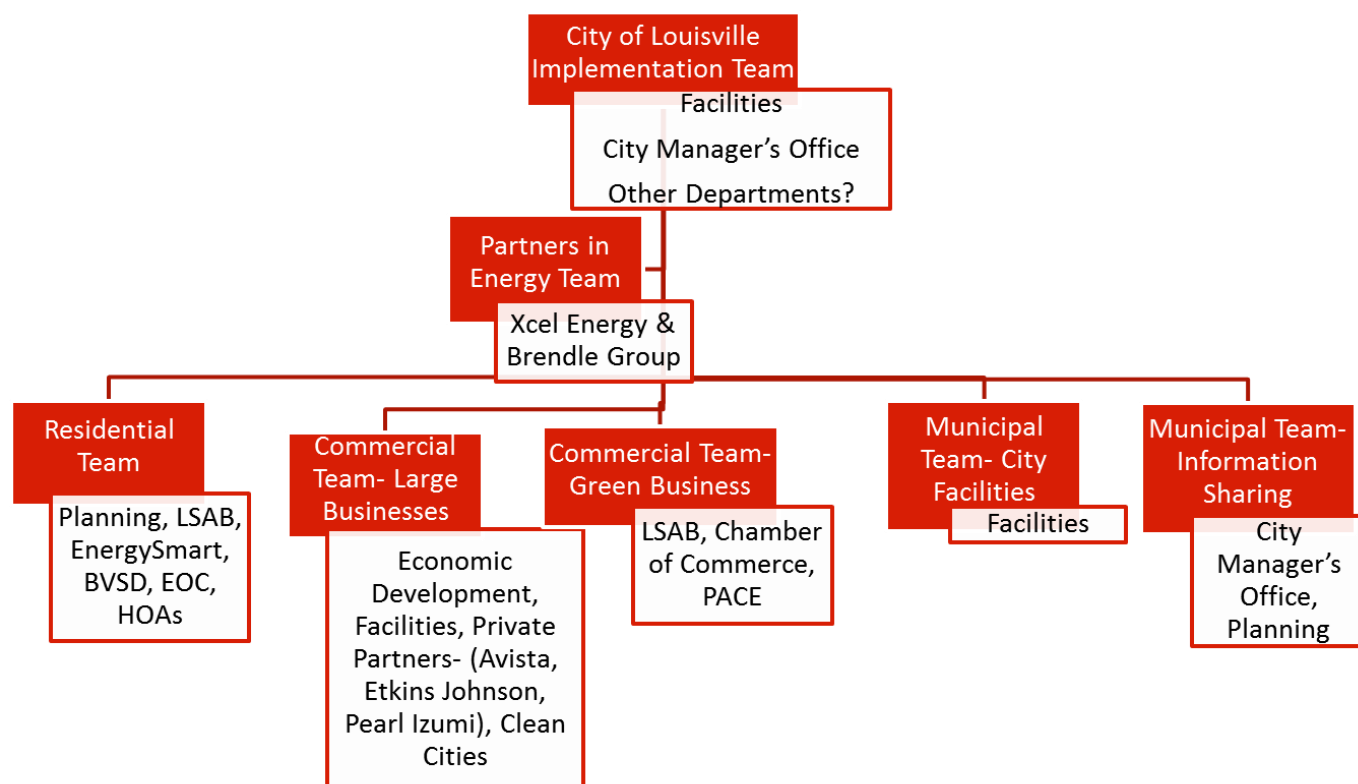 City of Louisville
Implementation Team
Facilities
City Manager's Office
Other Departments?
Partners in
Energy Team
Xcel Energy &
Brendle Group
Residential
Team
Planning, LSAB,
EnergySmart,
BVSD, EOC,
HOAs
Commercial
Team- Large
Businesses
Economic
Development,
Facilities, Private
Partners- (Avista,
Etkins Johnson,
Pearl Izumi), Clean
Cities
Commercial Team-
Green Business
LSAB, Chamber
of Commerce,
PACE
Municipal
Team- City
Facilities
Facilities
Municipal Team-
Information
Sharing
City
Manager's
Office,
Planning